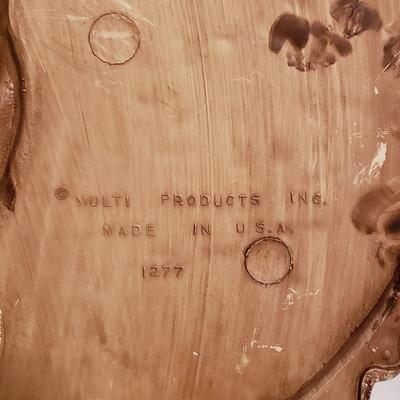 © MULTI PRODUCTS INC.
MADE IN U.S.A.
1277